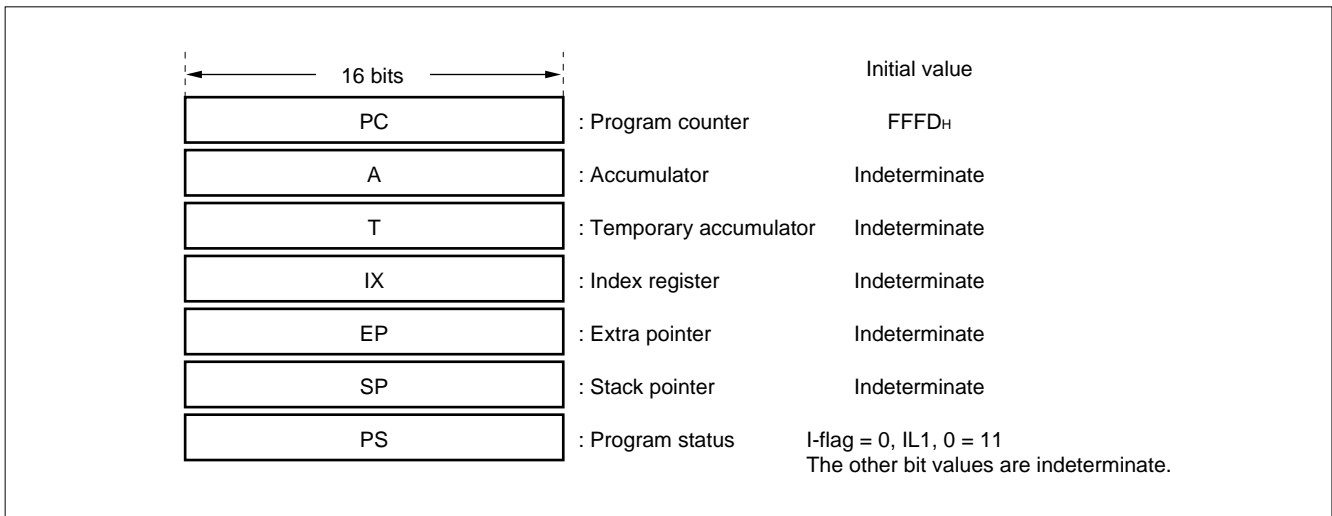 16 bits Initial value
PC : Program counter FFFDH
A : Accumulator Indeterminate
T : Temporary accumulator Indeterminate
IX : Index register Indeterminate
EP : Extra pointer Indeterminate
SP : Stack pointer Indeterminate
PS : Program status I-flag = 0, IL1, 0 = 11
The other bit values are indeterminate.